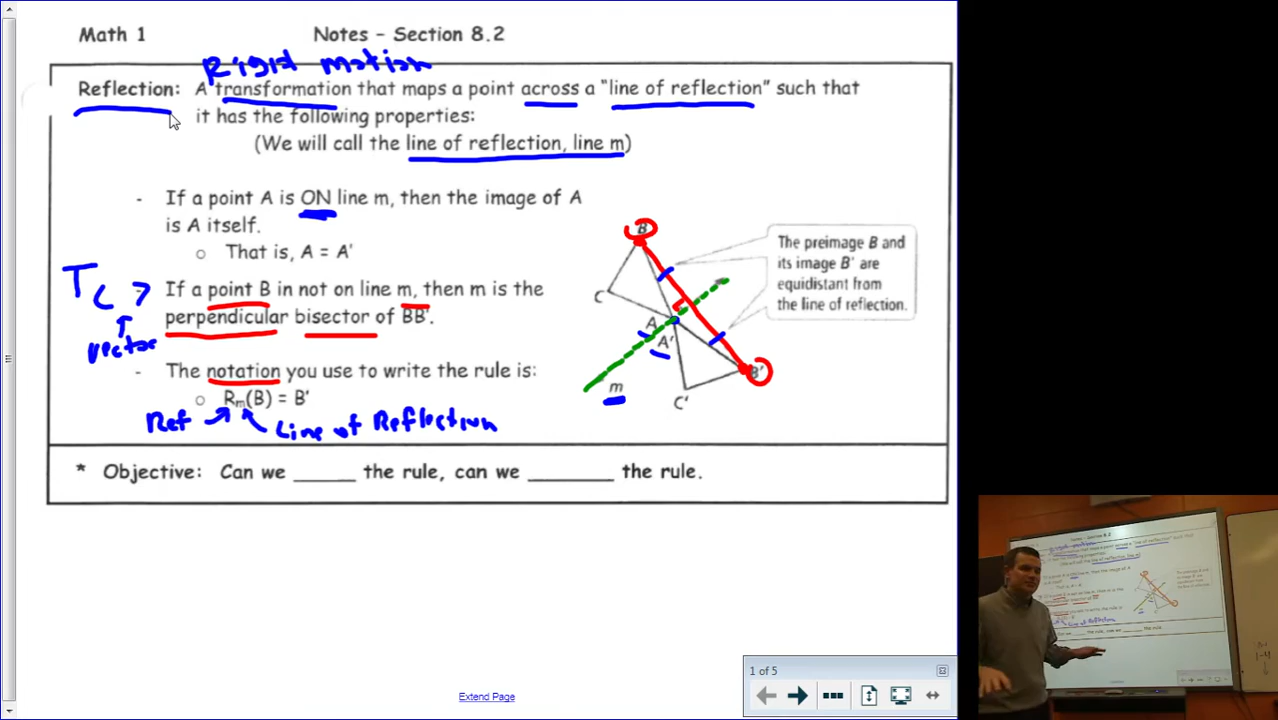 Math 1 Notes - Section 8.2
Rigid motion
Reflection: A transformation that maps a point across a "line of reflection" such that
it has the following properties:
(We will call the line of reflection, line m)
- If a point A is ON line m, then the image of A
is A itself.
o That is, A = A'
- If a point B in not on line m, then m is the
perpendicular bisector of BB'.
T< >
vector
- The notation you use to write the rule is:
o Rm(B) = B'
Ref Line of Reflection
B
C
A
A'
m
B'
C'
The preimage B and
its image B' are
equidistant from
the line of reflection.
* Objective: Can we _____ the rule, can we _______ the rule.
1 of 5
Extend Page